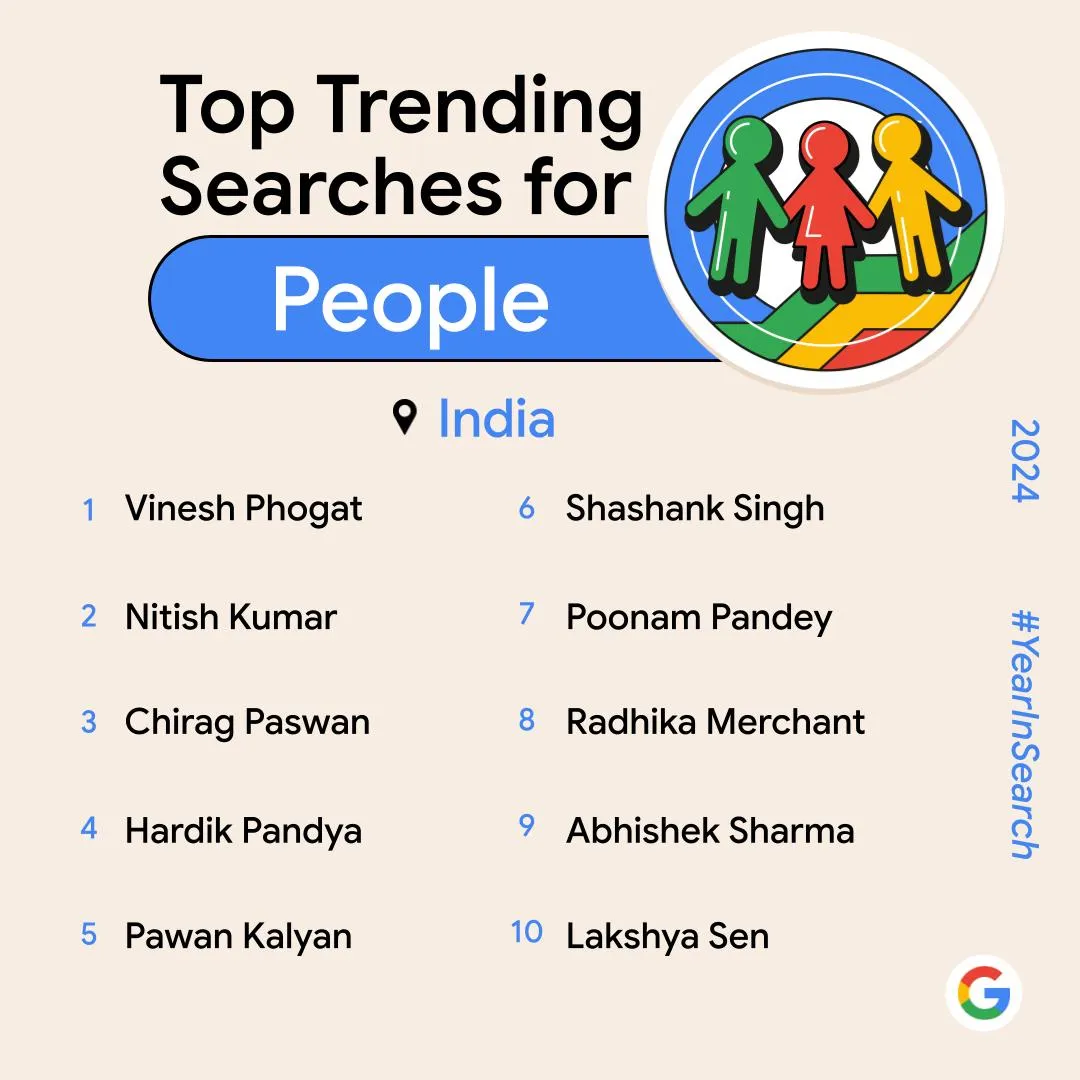 Top Trending
Searches for
People
India
1 Vinesh Phogat
2 Nitish Kumar
3 Chirag Paswan
4 Hardik Pandya
5 Pawan Kalyan
6 Shashank Singh
7 Poonam Pandey
8 Radhika Merchant
9 Abhishek Sharma
10 Lakshya Sen
2024
#YearInSearch
G